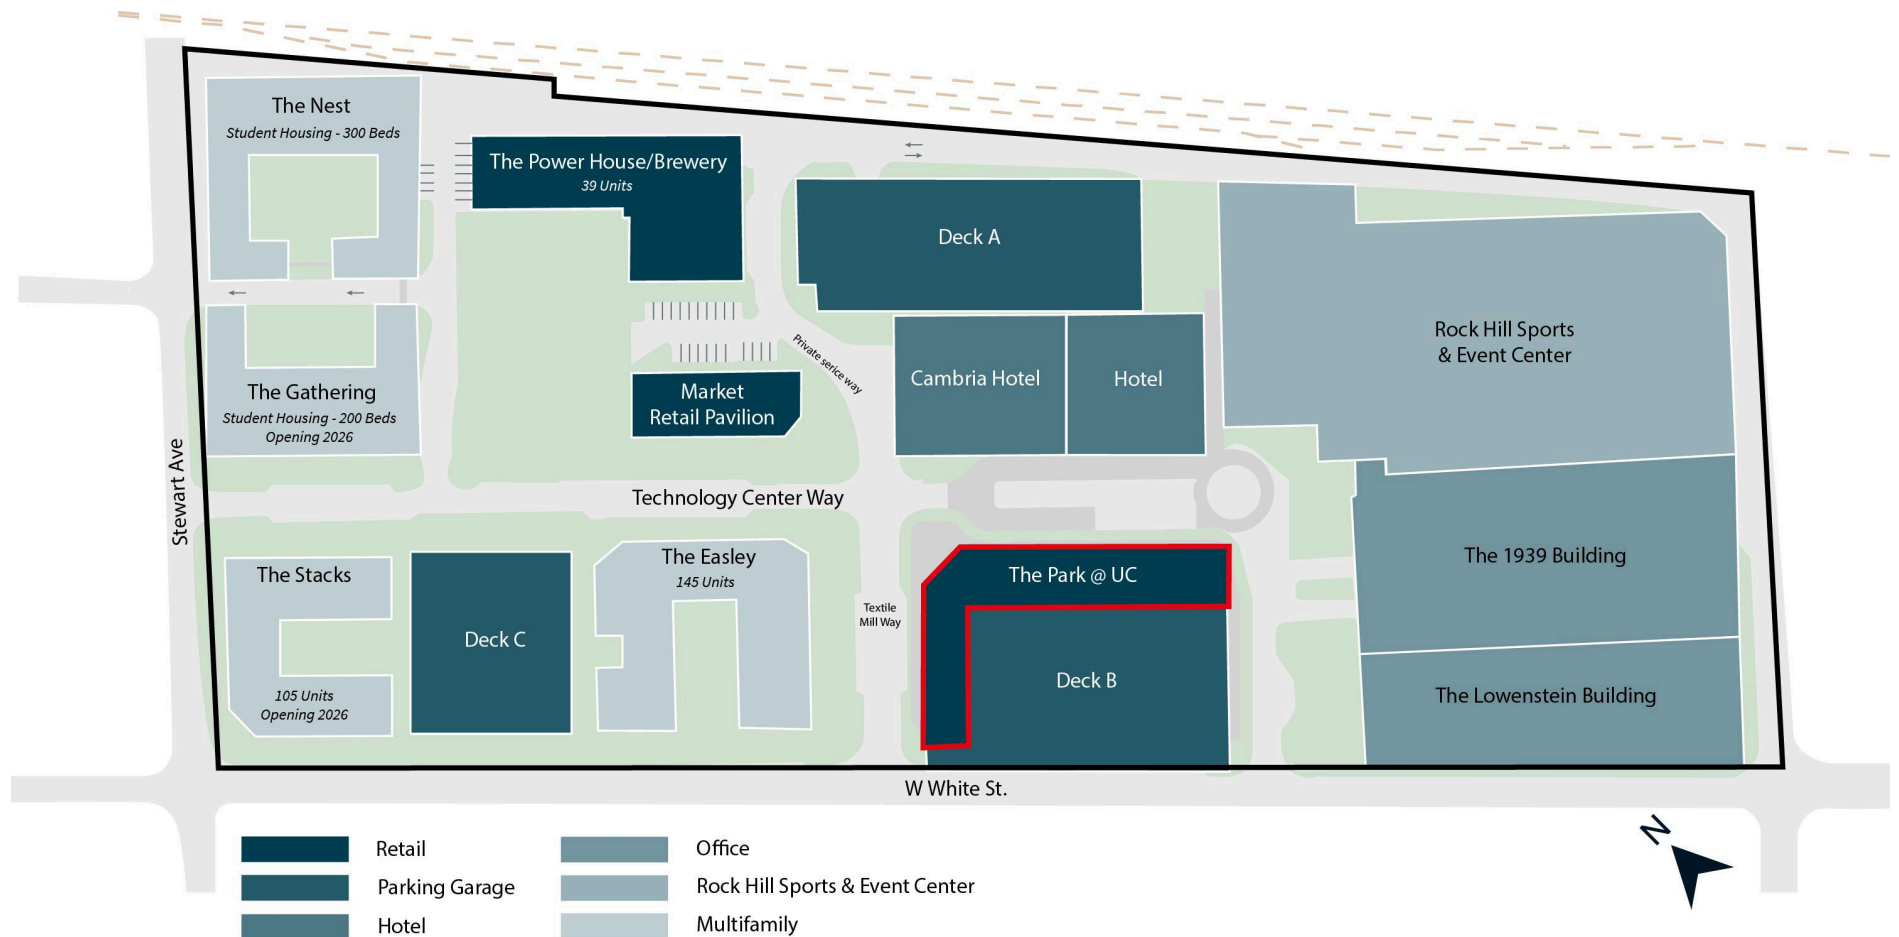 The Nest
Student Housing - 300 Beds
The Power House/Brewery
39 Units
Deck A
Rock Hill Sports
& Event Center
The Gathering
Student Housing - 200 Beds
Opening 2026
Market
Retail Pavilion
Private serice way
Cambria Hotel
Hotel
Stewart Ave
Technology Center Way
The Stacks
105 Units
Opening 2026
Deck C
The Easley
145 Units
Textile
Mill Way
The Park @ UC
Deck B
The 1939 Building
The Lowenstein Building
W White St.
N
Retail
Parking Garage
Hotel
Office
Rock Hill Sports & Event Center
Multifamily